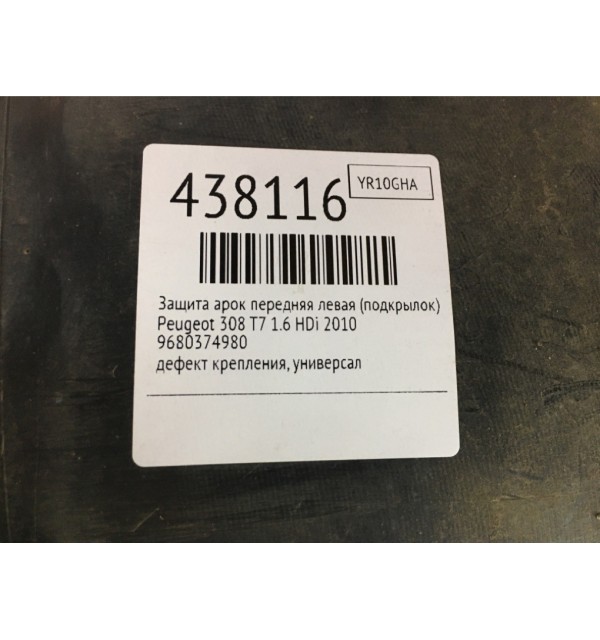 438116
YR10GHA
Защита арок передняя левая (подкрылок)
Peugeot 308 T7 1.6 HDi 2010
9680374980
дефект крепления, универсал